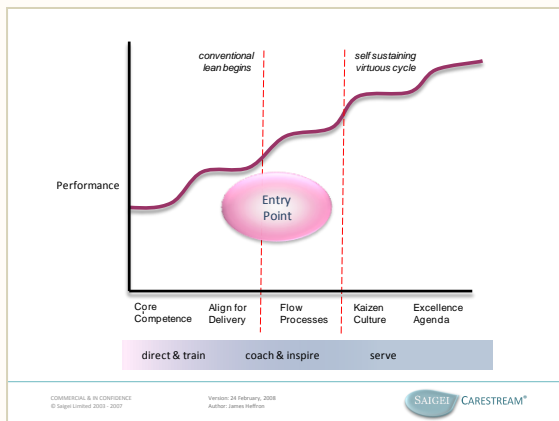 conventional
lean begins
self sustaining
virtuous cycle
Performance
Entry
Point
Core
Competence
Align for
Delivery
Flow
Processes
Kaizen
Culture
Excellence
Agenda
direct & train
coach & inspire
serve
COMMERCIAL & IN CONFIDENCE
© Saigei Limited 2003 - 2007
Version: 24 February, 2008
Author: James Heffron
SAIGEI CARESTREAM®